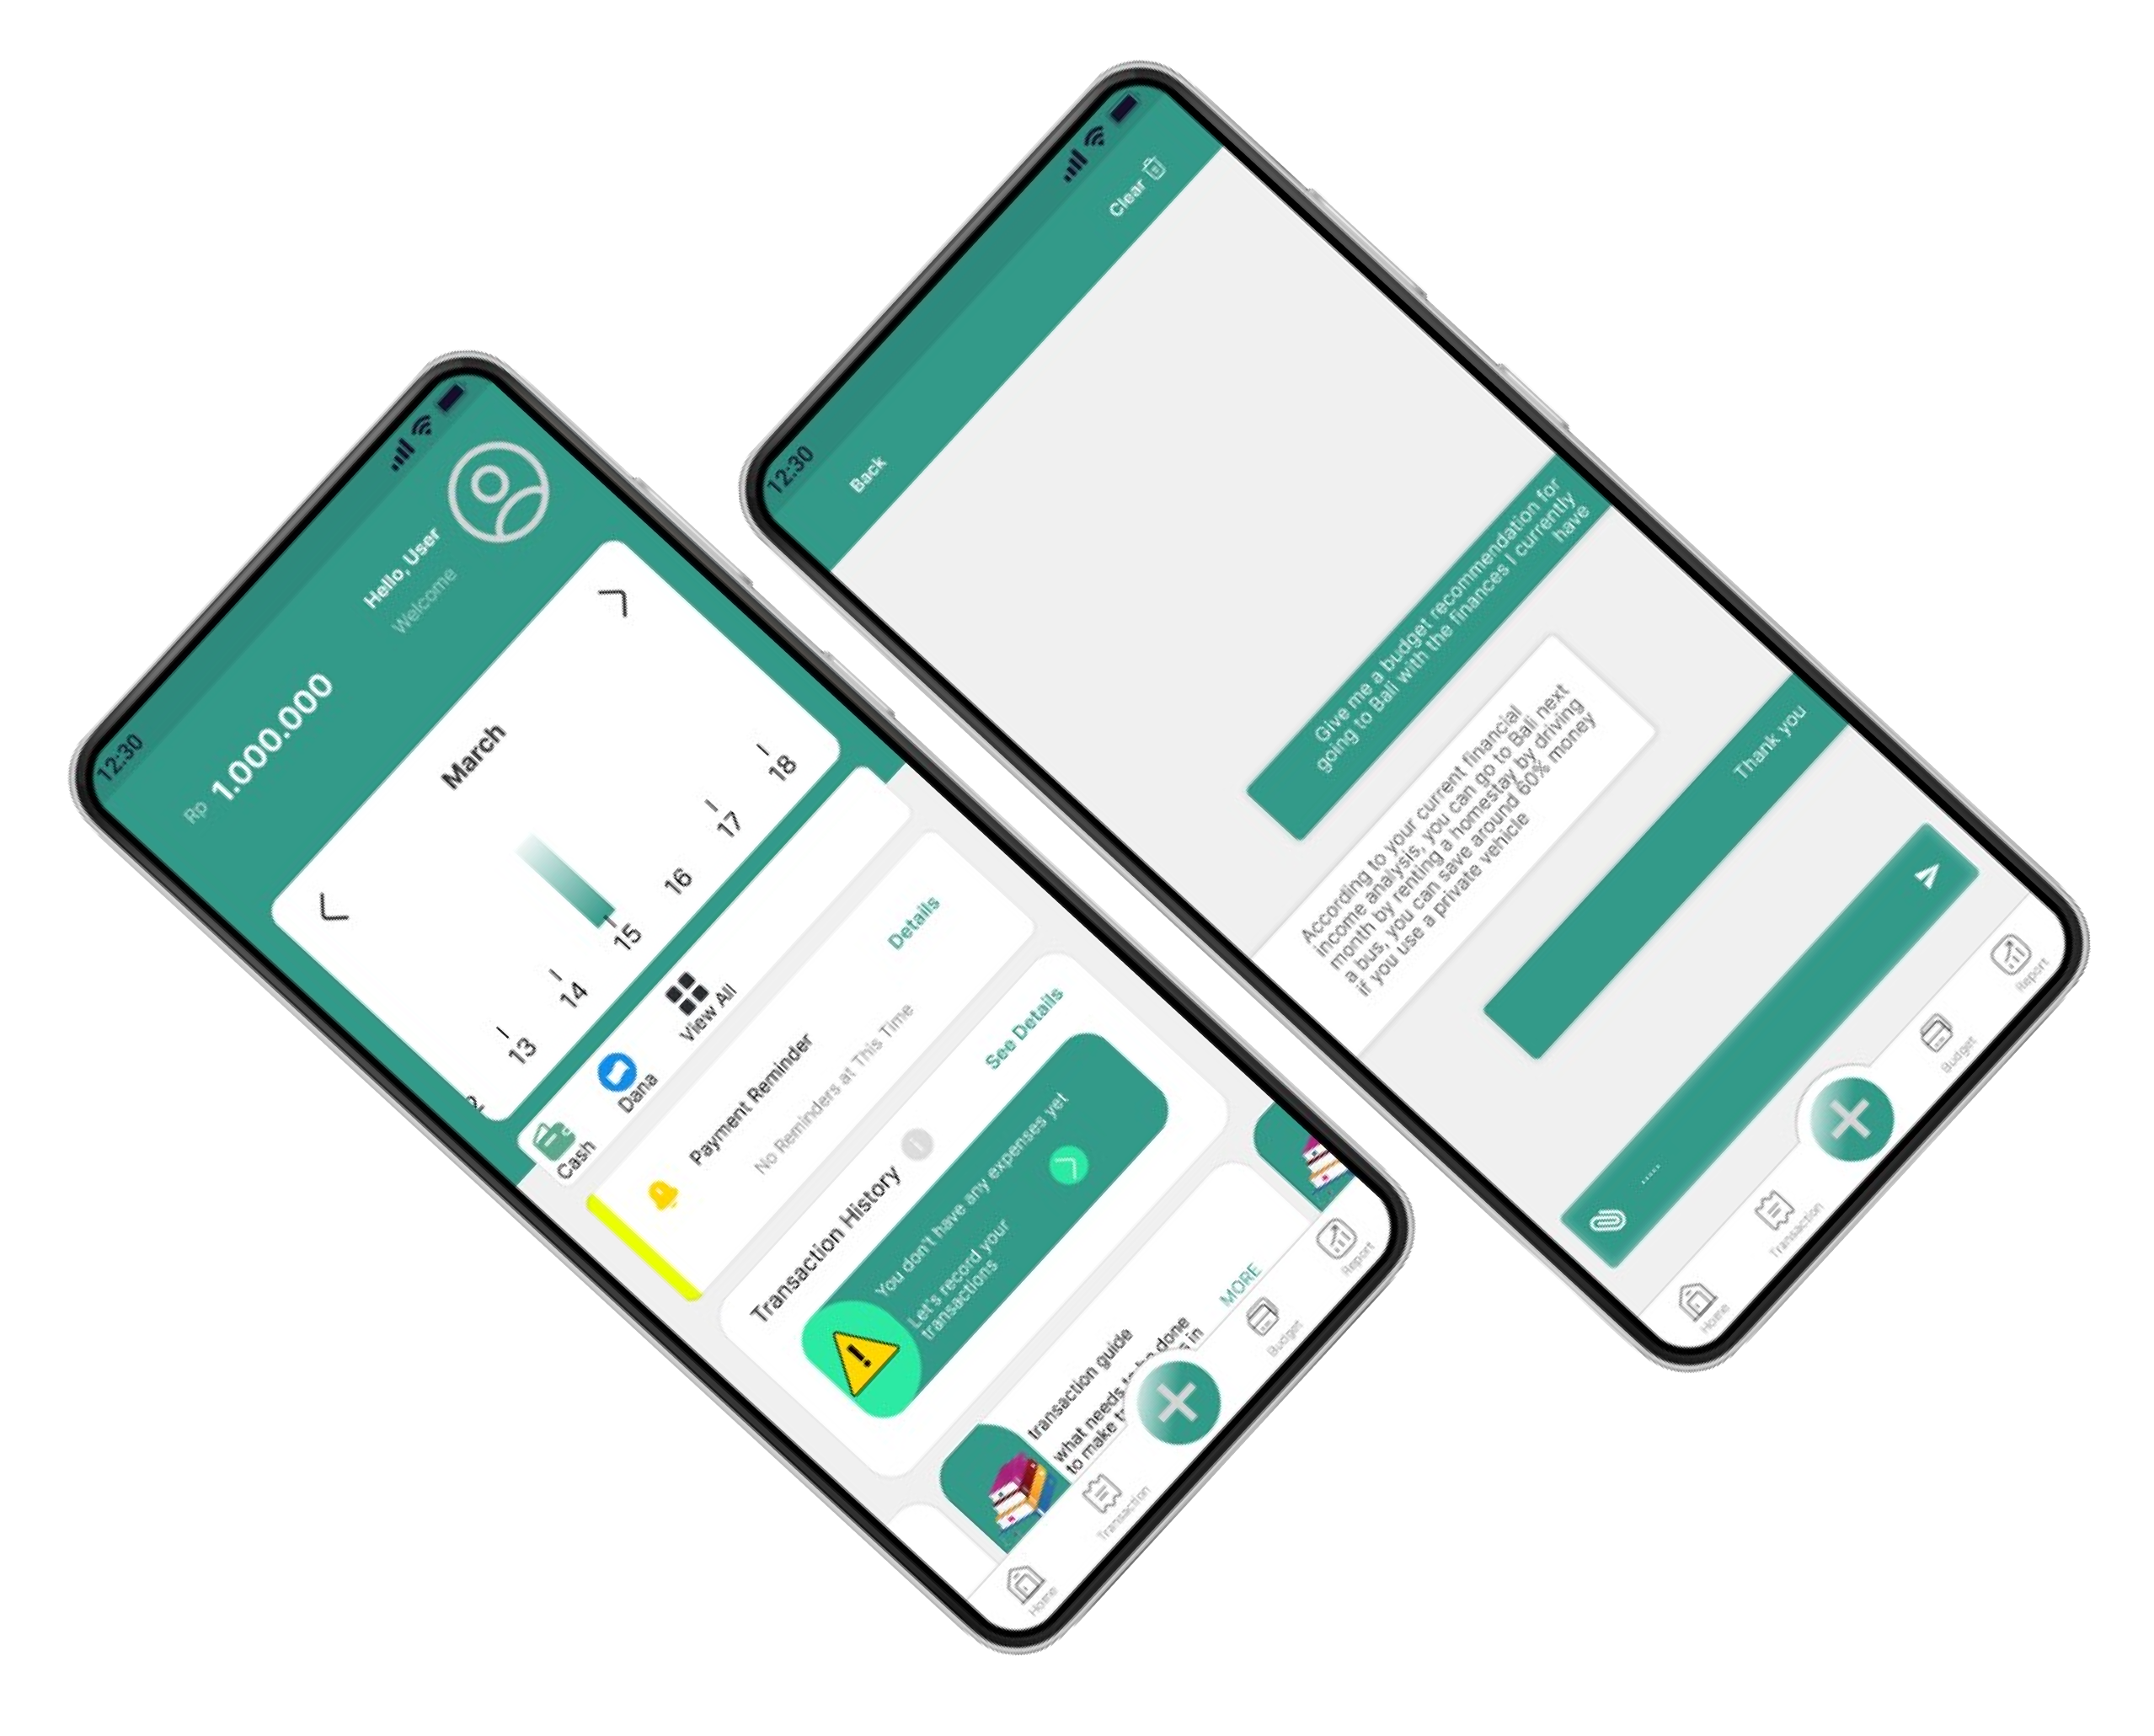 12:30
Hello, User
Welcome
Rp 1.000.000
March
13
14
15
16
17
18
Cash
Dana
View All
Payment Reminder
Details
No Reminders at This Time
Transaction History
See Details
You don't have any expenses yet
Let's record your
transactions
transaction guide
MORE
what needs to be done
to make
in
Home
Transaction
Budget
Report
12:30
Back
Clear
Give me a budget recommendation for
going to Bali with the finances I currently
have
According to your current financial
income analysis, you can go to Bali next
month by renting a homestay by driving
a bus, you can save around 60% money
if you use a private vehicle
Thank you
.....
Home
Transaction
Budget
Report